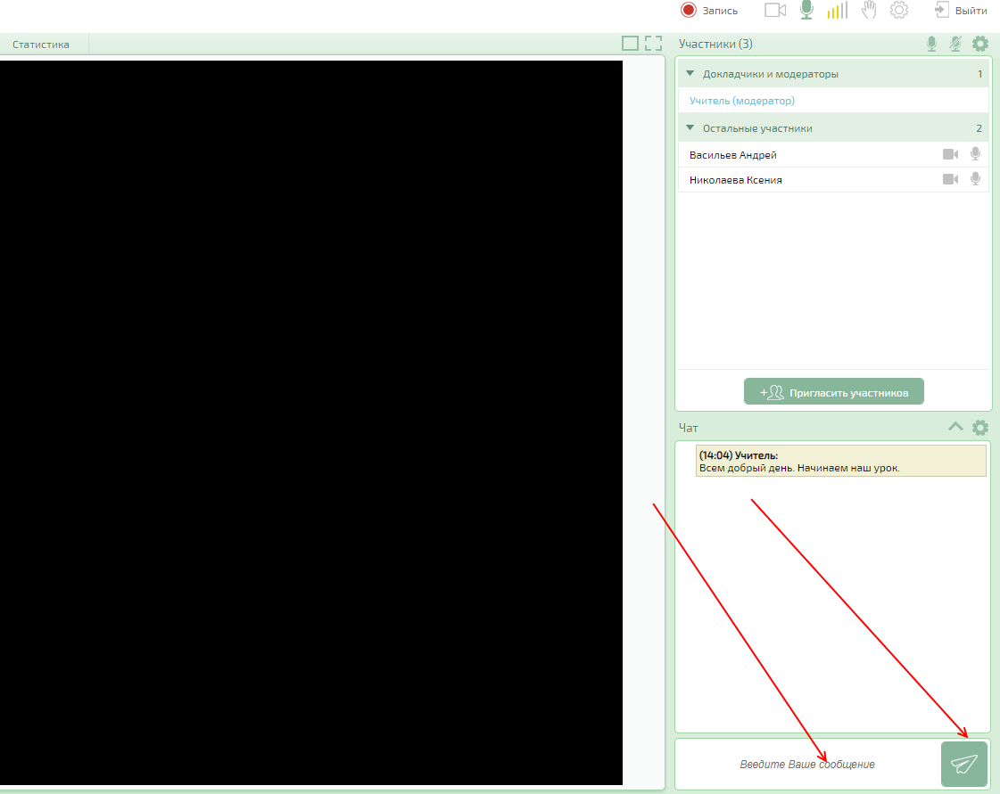 Запись
Выйти
Статистика
Участники (3)
Докладчики и модераторы 1
Учитель (модератор)
Остальные участники 2
Васильев Андрей
Николаева Ксения
+ Пригласить участников
Чат
(14:04) Учитель:
Всем добрый день. Начинаем наш урок.
Введите Ваше сообщение